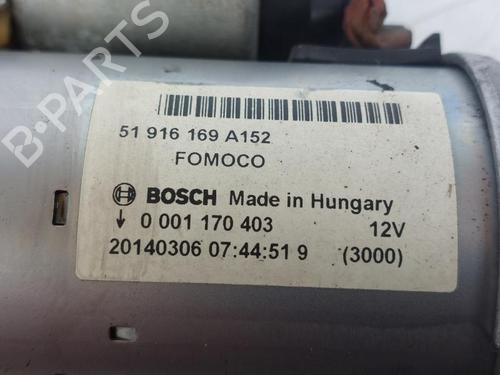 51 916 169 A152
FOMOCO
BOSCH Made in Hungary
0 001 170 403 12V
20140306 07:44:51 9 (3000)
B-PARTS